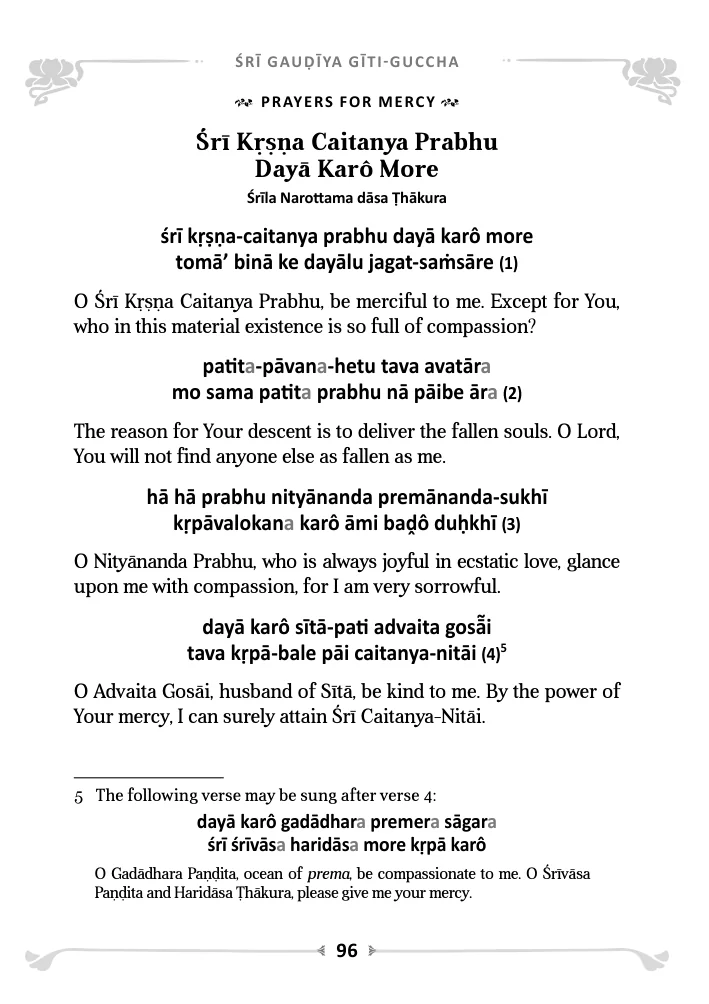 ŚRĪ GAUḌĪYA GĪTI-GUCCHA
PRAYERS FOR MERCY
Śrī Kṛṣṇa Caitanya Prabhu
Dayā Karô More
Śrīla Narottama dāsa Ṭhākura
śrī kṛṣṇa-caitanya prabhu dayā karô more
tomā’ binā ke dayālu jagat-saṁsāre (1)
O Śrī Kṛṣṇa Caitanya Prabhu, be merciful to me. Except for You,
who in this material existence is so full of compassion?
patita-pāvana-hetu tava avatāra
mo sama patita prabhu nā pāibe āra (2)
The reason for Your descent is to deliver the fallen souls. O Lord,
You will not find anyone else as fallen as me.
hā hā prabhu nityānanda premānanda-sukhī
kṛpāvalokana karô āmi baḓô duḥkhī (3)
O Nityānanda Prabhu, who is always joyful in ecstatic love, glance
upon me with compassion, for I am very sorrowful.
dayā karô sītā-pati advaita gosā̃i
tava kṛpā-bale pāi caitanya-nitāi (4)5
O Advaita Gosāi, husband of Sītā, be kind to me. By the power of
Your mercy, I can surely attain Śrī Caitanya-Nitāi.
5 The following verse may be sung after verse 4:
dayā karô gadādhara premera sāgara
śrī śrīvāsa haridāsa more kṛpā karô
O Gadādhara Paṇḍita, ocean of prema, be compassionate to me. O Śrīvāsa
Paṇḍita and Haridāsa Ṭhākura, please give me your mercy.
96